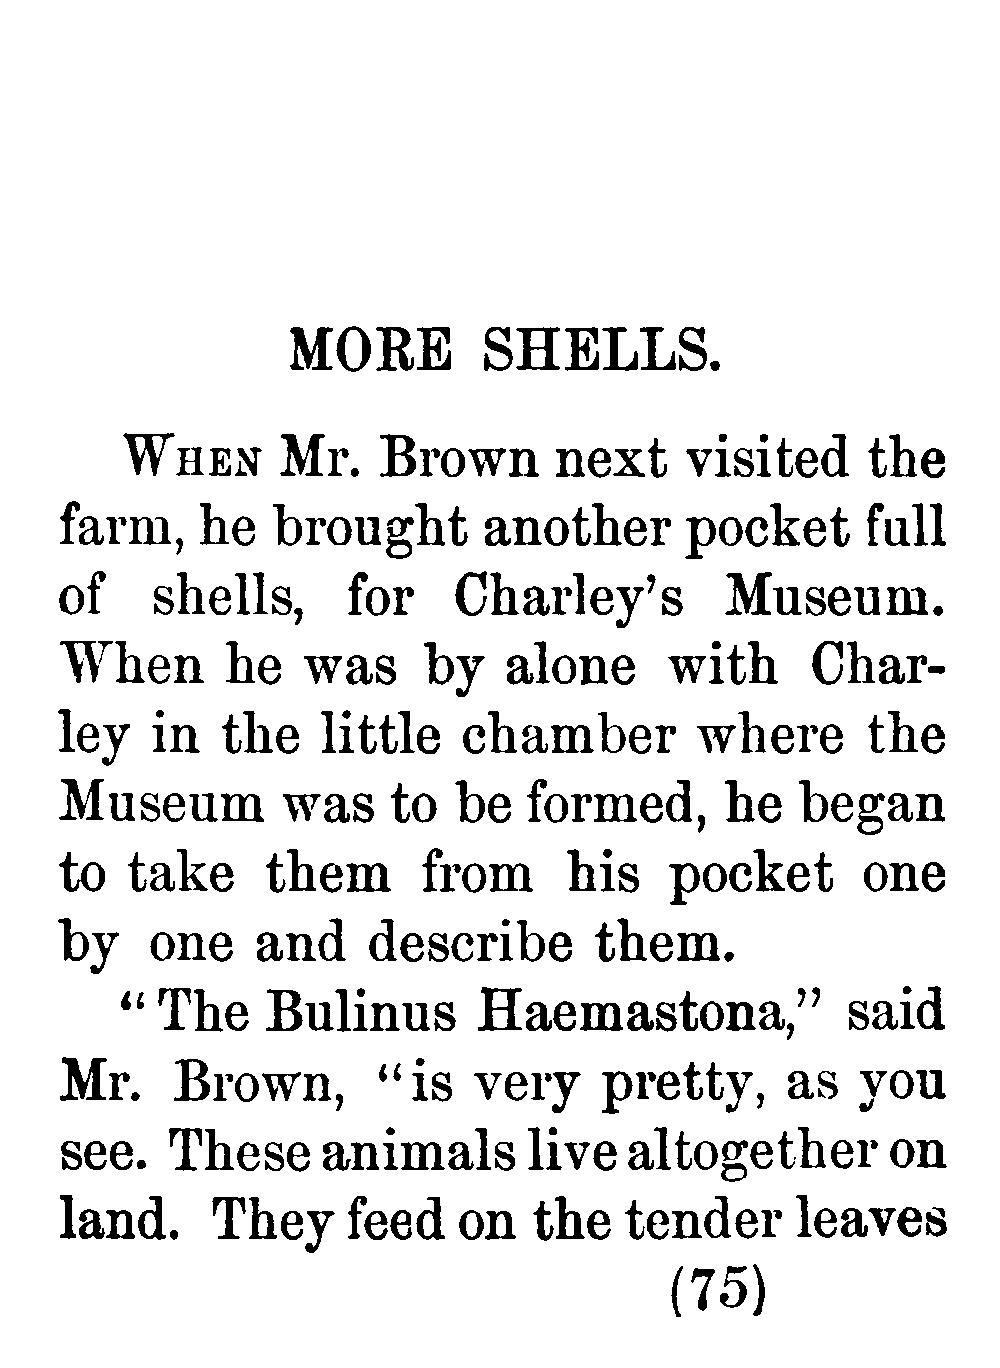 MORE SHELLS.
WHEN Mr. Brown next visited the
farm, he brought another pocket full
of shells, for Charley's Museum.
When he was by alone with Char-
ley in the little chamber where the
Museum was to be formed, he began
to take them from his pocket one
by one and describe them.
"The Bulinus Haemastona," said
Mr. Brown, "is very pretty, as you
see. These animals live altogether on
land. They feed on the tender leaves
(75)